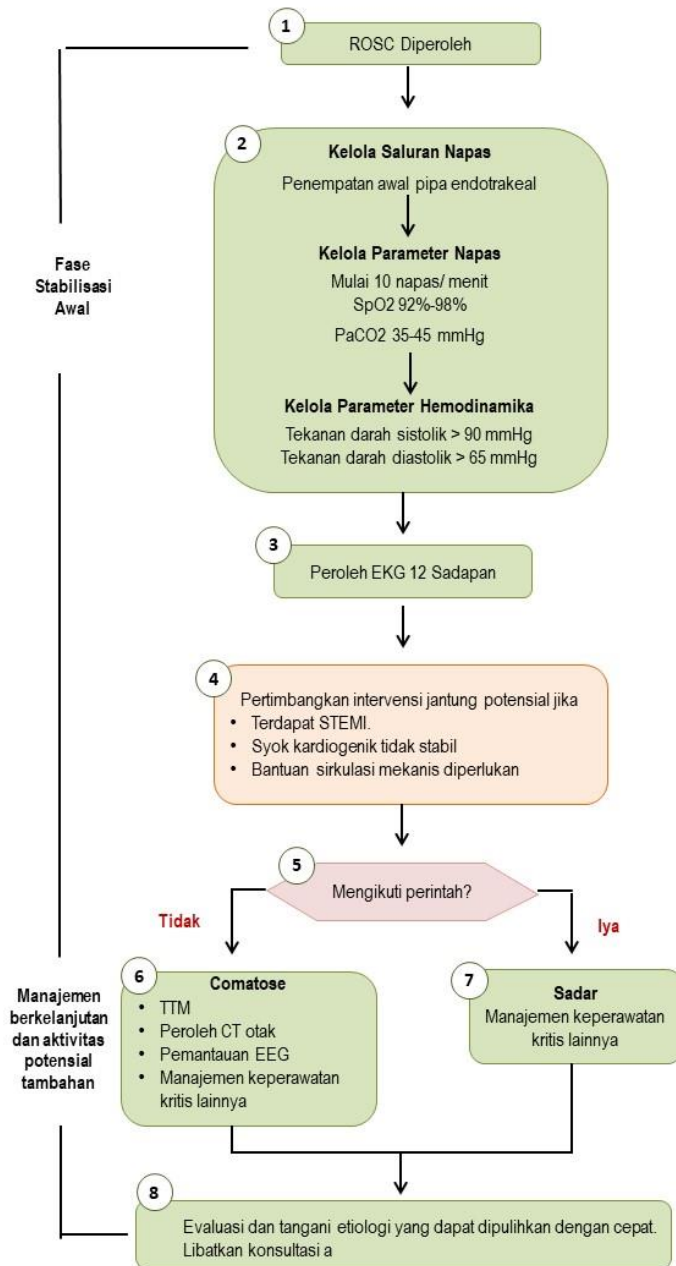 1
ROSC Diperoleh
2
Kelola Saluran Napas
Penempatan awal pipa endotrakeal
Kelola Parameter Napas
Mulai 10 napas/ menit
SpO2 92%-98%
PaCO2 35-45 mmHg
Kelola Parameter Hemodinamika
Tekanan darah sistolik > 90 mmHg
Tekanan darah diastolik > 65 mmHg
Fase
Stabilisasi
Awal
3
Peroleh EKG 12 Sadapan
4
Pertimbangkan intervensi jantung potensial jika
• Terdapat STEMI.
• Syok kardiogenik tidak stabil
• Bantuan sirkulasi mekanis diperlukan
5
Mengikuti perintah?
Tidak
Iya
6
Comatose
• TTM
• Peroleh CT otak
• Pemantauan EEG
• Manajemen keperawatan
kritis lainnya
7
Sadar
Manajemen keperawatan
kritis lainnya
Manajemen
berkelanjutan
dan aktivitas
potensial
tambahan
8
Evaluasi dan tangani etiologi yang dapat dipulihkan dengan cepat.
Libatkan konsultasi a